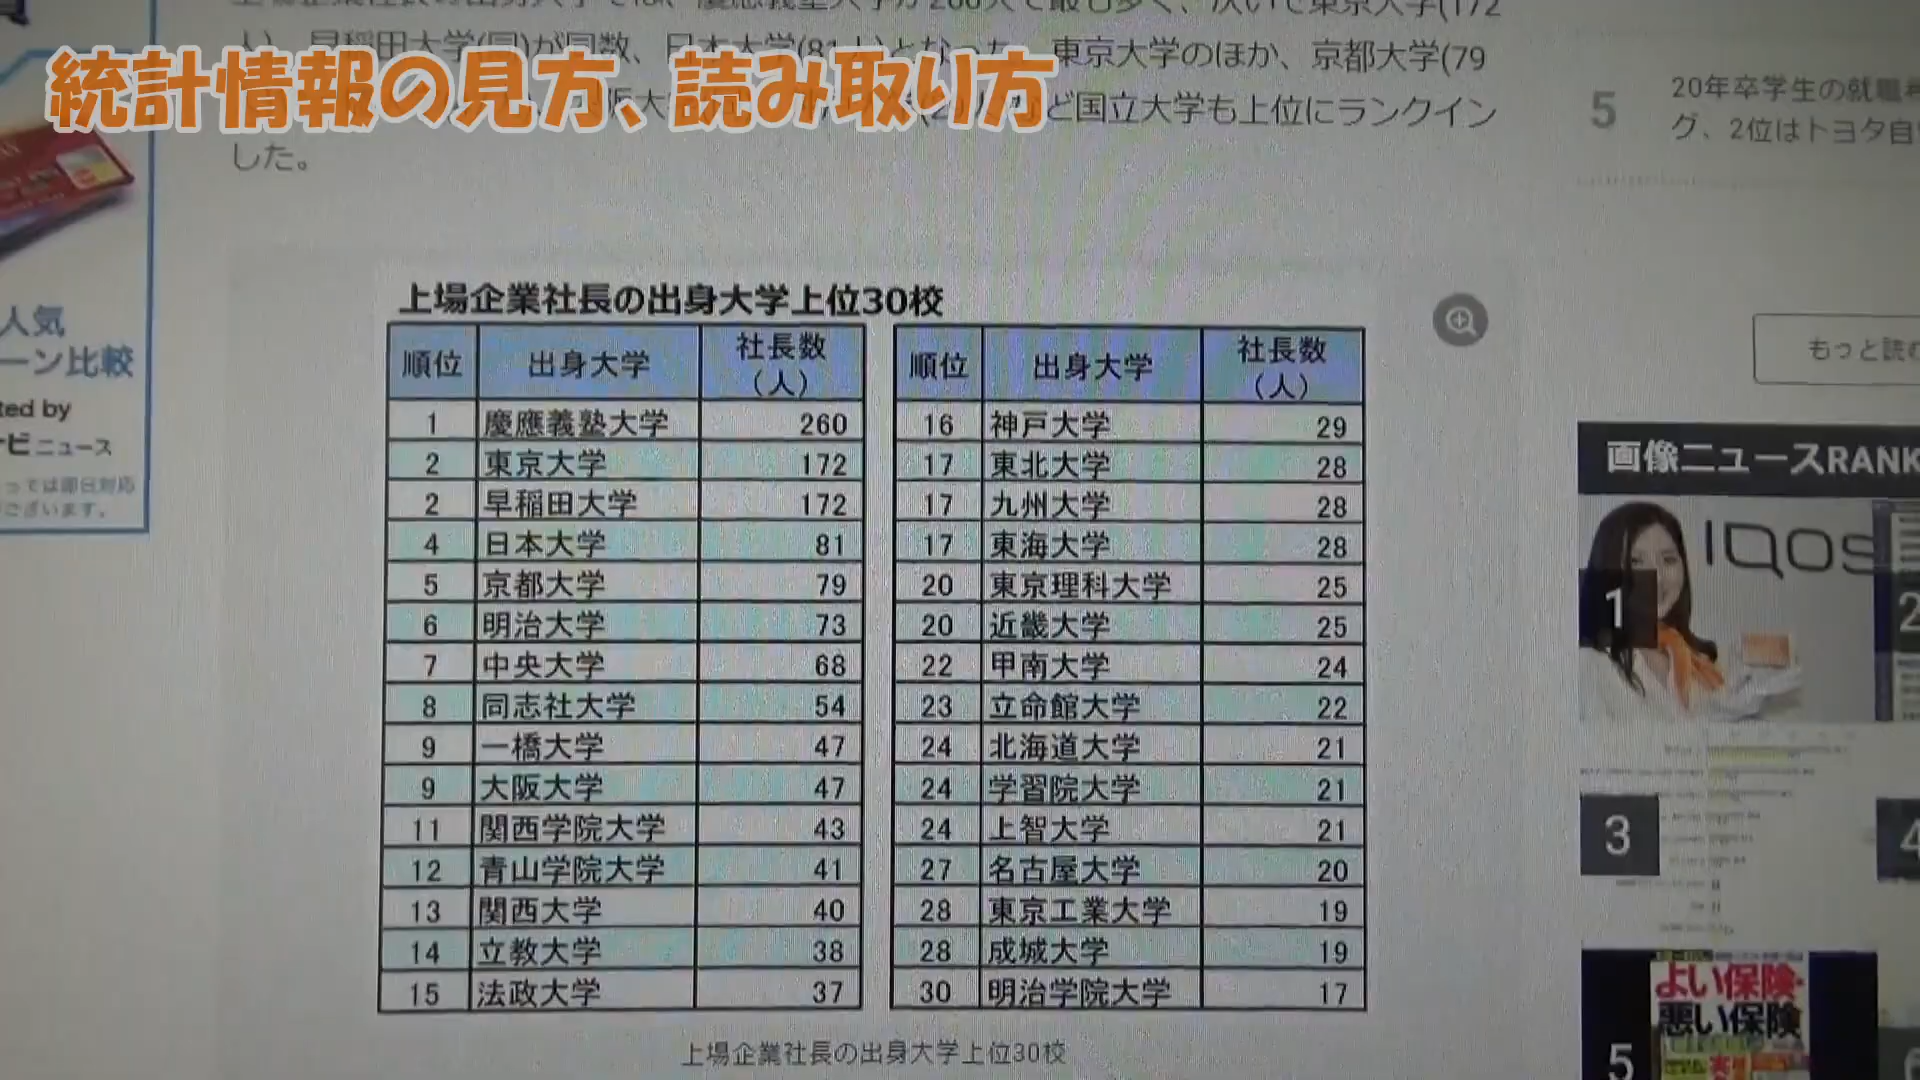 統計情報の見方、読み取り方
東京大学のほか、京都大学(79
ど国立大学も上位にランクイン
した。
5
20年卒学生の就職
グ、2位はトヨタ自
人気
ーン比較
ted by
ニュース
っては即日対応
ございます。
もっと読む
上場企業社長の出身大学上位30校
順位 出身大学 社長数(人)
1 慶應義塾大学 260
2 東京大学 172
2 早稲田大学 172
4 日本大学 81
5 京都大学 79
6 明治大学 73
7 中央大学 68
8 同志社大学 54
9 一橋大学 47
9 大阪大学 47
11 関西学院大学 43
12 青山学院大学 41
13 関西大学 40
14 立教大学 38
15 法政大学 37
順位 出身大学 社長数(人)
16 神戸大学 29
17 東北大学 28
17 九州大学 28
17 東海大学 28
20 東京理科大学 25
20 近畿大学 25
22 甲南大学 24
23 立命館大学 22
24 北海道大学 21
24 学習院大学 21
24 上智大学 21
27 名古屋大学 20
28 東京工業大学 19
28 成城大学 19
30 明治学院大学 17
上場企業社長の出身大学上位30校
画像ニュースRANK
IQOS
1
2
3
4
5
よい保険・
悪い保険